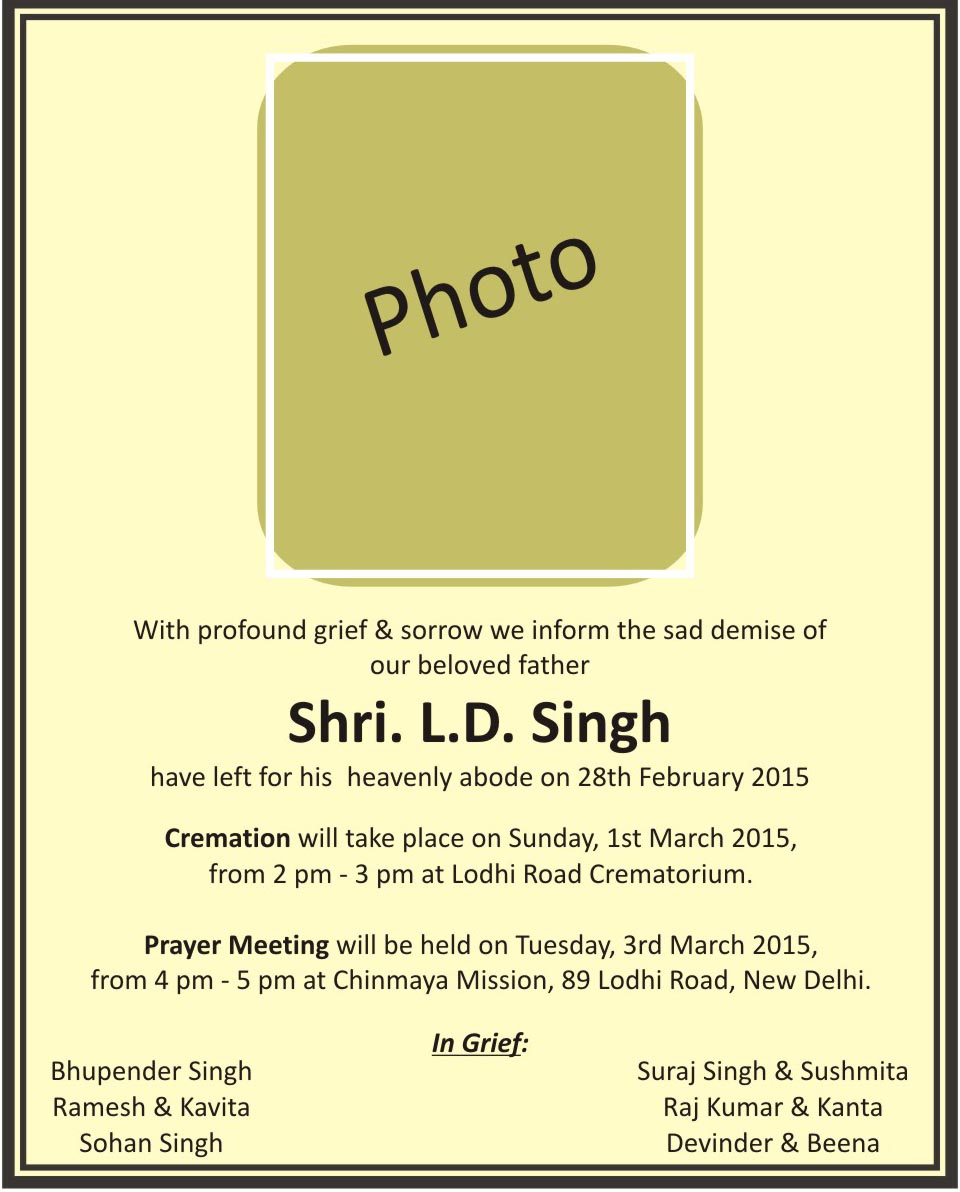 Photo
With profound grief & sorrow we inform the sad demise of
our beloved father
Shri. L.D. Singh
have left for his  heavenly abode on 28th February 2015
Cremation will take place on Sunday, 1st March 2015,
from 2 pm - 3 pm at Lodhi Road Crematorium.
Prayer Meeting will be held on Tuesday, 3rd March 2015,
from 4 pm - 5 pm at Chinmaya Mission, 89 Lodhi Road, New Delhi.
In Grief:
Bhupender Singh
Ramesh & Kavita
Sohan Singh
Suraj Singh & Sushmita
Raj Kumar & Kanta
Devinder & Beena